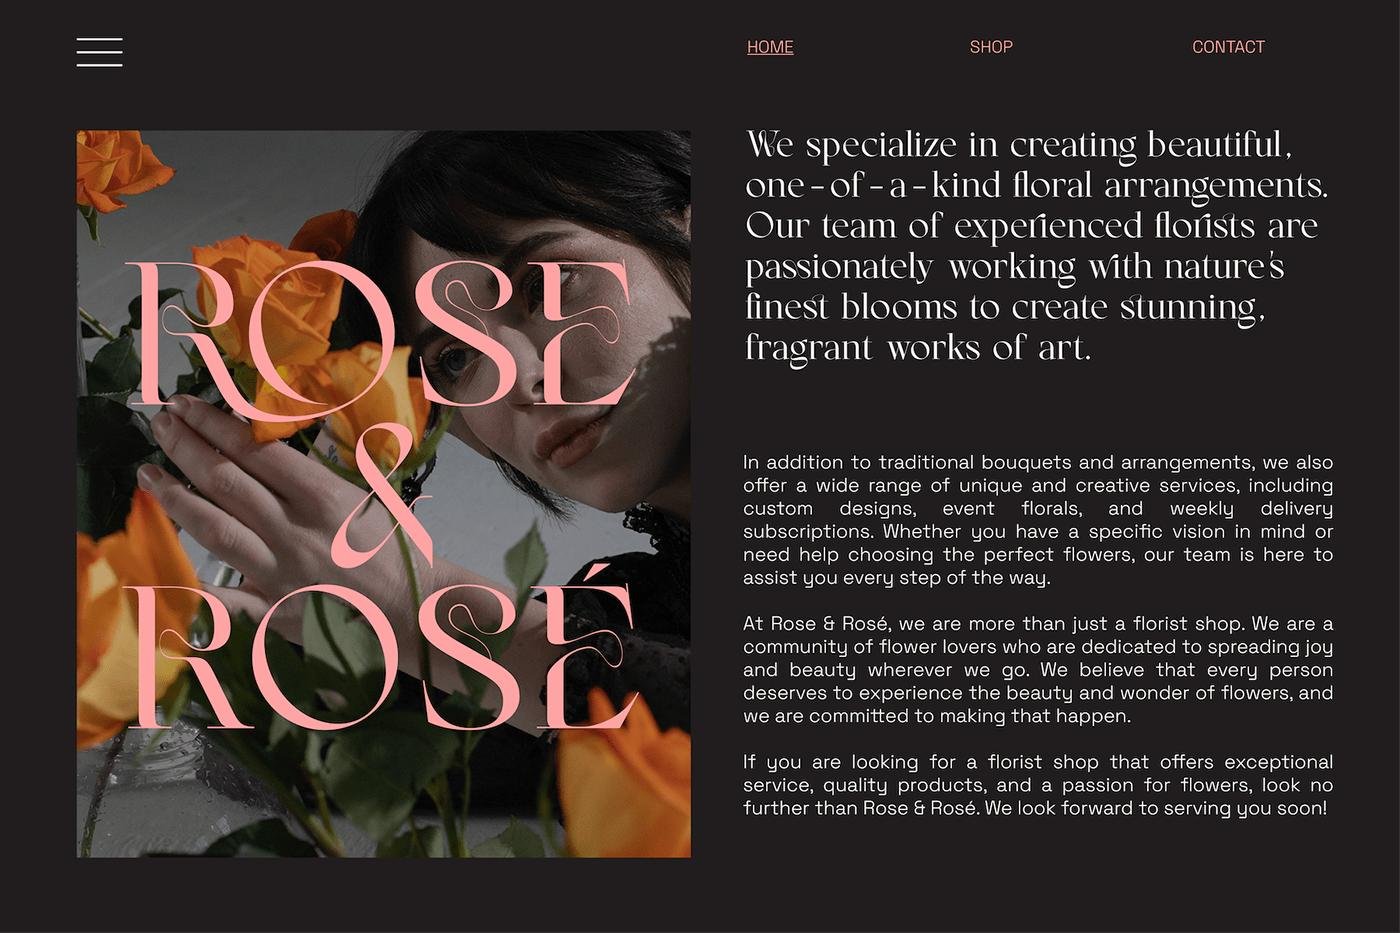 HOME
SHOP
CONTACT
ROSE
&
ROSÉ
We specialize in creating beautiful,
one-of-a-kind floral arrangements.
Our team of experienced florists are
passionately working with nature's
finest blooms to create stunning,
fragrant works of art.
In addition to traditional bouquets and arrangements, we also
offer a wide range of unique and creative services, including
custom designs, event florals, and weekly delivery
subscriptions. Whether you have a specific vision in mind or
need help choosing the perfect flowers, our team is here to
assist you every step of the way.
At Rose & Rosé, we are more than just a florist shop. We are a
community of flower lovers who are dedicated to spreading joy
and beauty wherever we go. We believe that every person
deserves to experience the beauty and wonder of flowers, and
we are committed to making that happen.
If you are looking for a florist shop that offers exceptional
service, quality products, and a passion for flowers, look no
further than Rose & Rosé. We look forward to serving you soon!